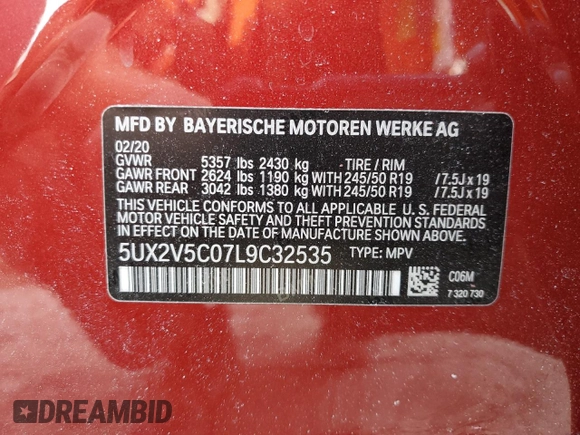 MFD BY BAYERISCHE MOTOREN WERKE AG
02/20
GVWR 5357 lbs 2430 kg - TIRE / RIM
GAWR FRONT 2624 lbs 1190 kg WITH 245/50 R19 /7.5J x 19
GAWR REAR 3042 lbs 1380 kg WITH 245/50 R19 /7.5J x 19
THIS VEHICLE CONFORMS TO ALL APPLICABLE U. S. FEDERAL
MOTOR VEHICLE SAFETY AND THEFT PREVENTION STANDARDS
IN EFFECT ON THE DATE OF MANUFACTURE SHOWN ABOVE.
5UX2V5C07L9C32535 TYPE: MPV
C06M
7 320 730
DREAMBID